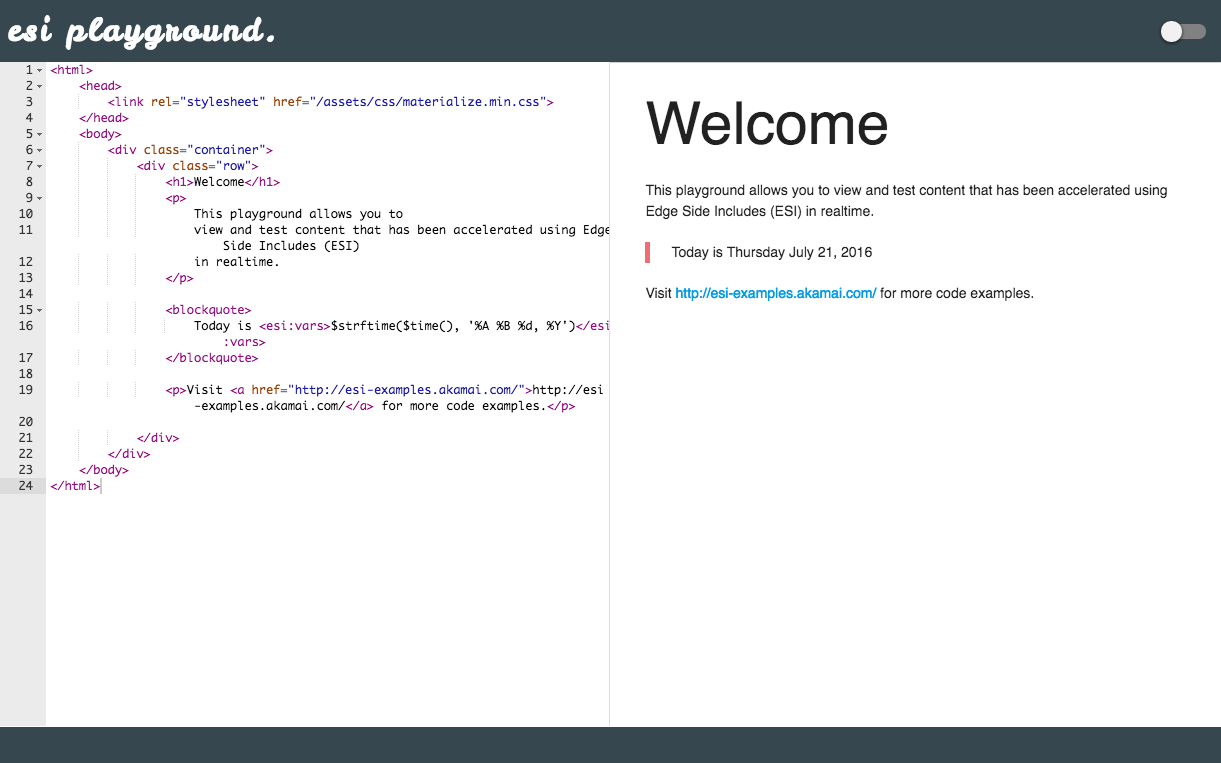 esi playground.
1 <html>
2 <head>
3 <link rel="stylesheet" href="/assets/css/materialize.min.css">
4 </head>
5 <body>
6 <div class="container">
7 <div class="row">
8 <h1>Welcome</h1>
9 <p>
10 This playground allows you to
11 view and test content that has been accelerated using Edge
Side Includes (ESI)
12 in realtime.
13 </p>
14
15 <blockquote>
16 Today is <esi:vars>$strftime($time(), '%A %B %d, %Y')</esi
:vars>
17 </blockquote>
18
19 <p>Visit <a href="http://esi-examples.akamai.com/">http://esi
-examples.akamai.com/</a> for more code examples.</p>
20
21 </div>
22 </div>
23 </body>
24 </html>
Welcome
This playground allows you to view and test content that has been accelerated using
Edge Side Includes (ESI) in realtime.
Today is Thursday July 21, 2016
Visit http://esi-examples.akamai.com/ for more code examples.